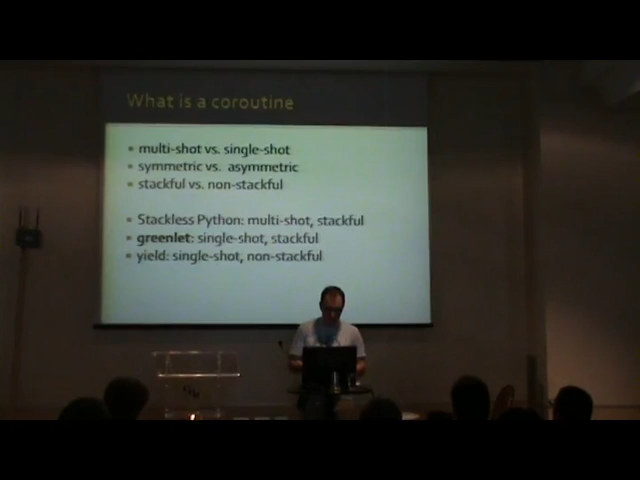 What is a coroutine
multi-shot vs. single-shot
symmetric vs. asymmetric
stackful vs. non-stackful
Stackless Python: multi-shot, stackful
greenlet: single-shot, stackful
yield: single-shot, non-stackful